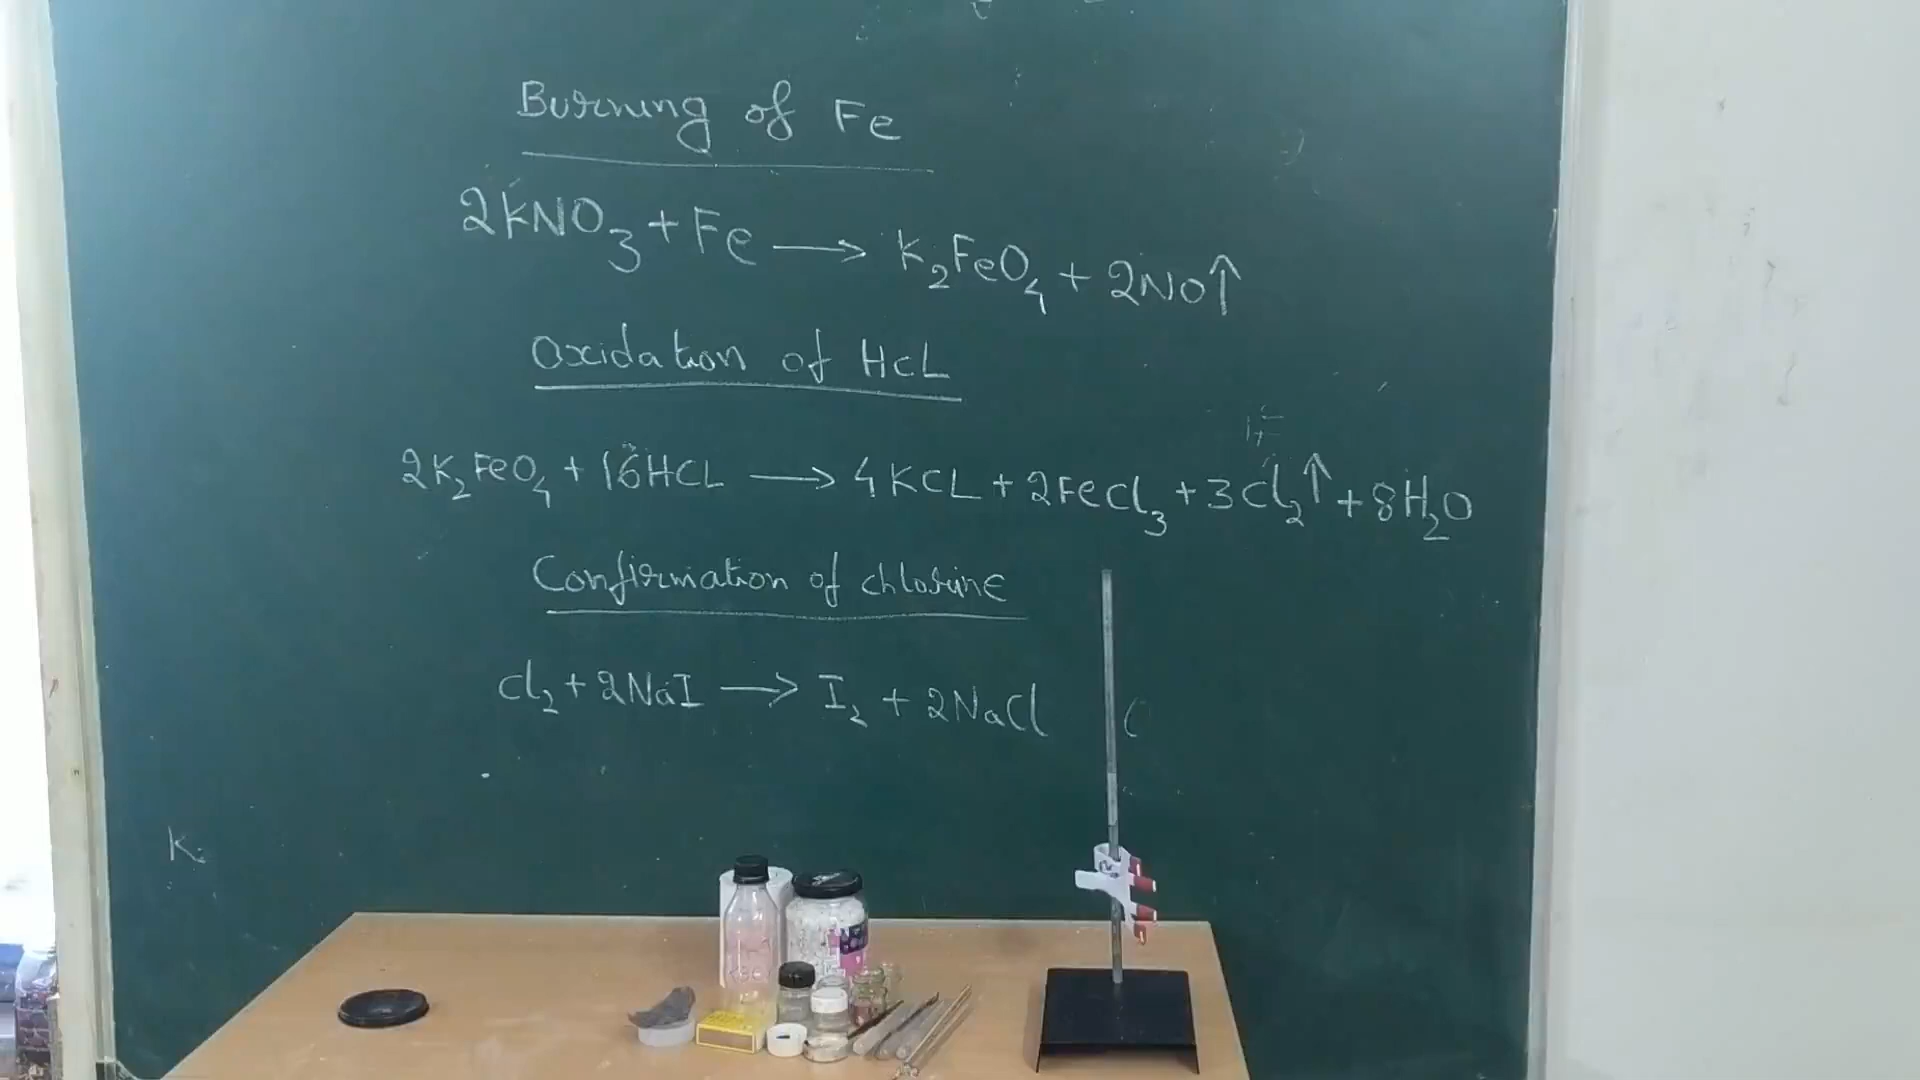 Burning of Fe
2KNO₃ + Fe ⟶ K₂FeO₄ + 2NO↑
Oxidation of HCL
2K₂FeO₄ + 16HCL ⟶ 4KCL + 2FeCl₃ + 3Cl₂↑ + 8H₂O
Confirmation of chlorine
Cl₂ + 2NaI ⟶ I₂ + 2NaCl
K